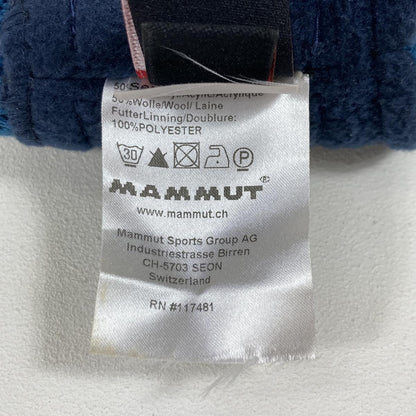 50% Wolle/Wool/ Laine
FutterLinning/Doublure:
100%POLYESTER
30
MAMMUT®
www.mammut.ch
Mammut Sports Group AG
Industriestrasse Birren
CH-5703 SEON
Switzerland
RN #117481